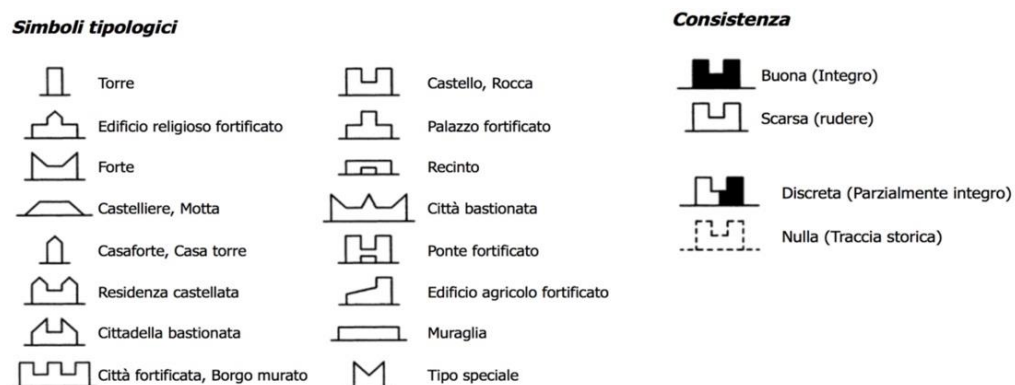 Simboli tipologici
Torre
Edificio religioso fortificato
Forte
Castelliere, Motta
Casaforte, Casa torre
Residenza castellata
Cittadella bastionata
Città fortificata, Borgo murato
Castello, Rocca
Palazzo fortificato
Recinto
Città bastionata
Ponte fortificato
Edificio agricolo fortificato
Muraglia
Tipo speciale
Consistenza
Buona (Integro)
Scarsa (rudere)
Discreta (Parzialmente integro)
Nulla (Traccia storica)